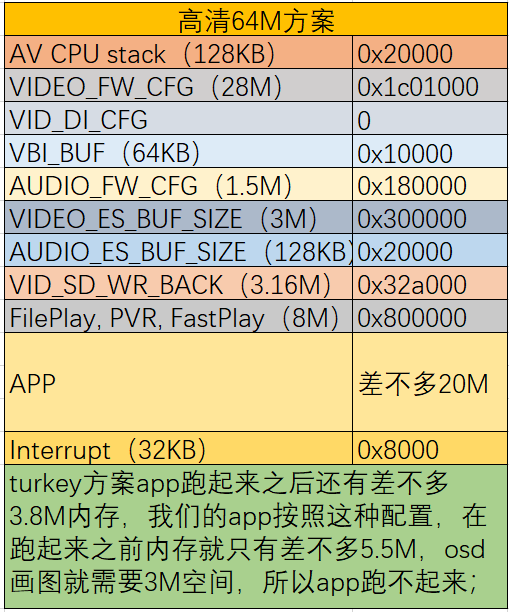 高清64M方案
AV CPU stack（128KB） 0x20000
VIDEO_FW_CFG（28M） 0x1c01000
VID_DI_CFG 0
VBI_BUF（64KB） 0x10000
AUDIO_FW_CFG（1.5M） 0x180000
VIDEO_ES_BUF_SIZE（3M） 0x300000
AUDIO_ES_BUF_SIZE（128KB） 0x20000
VID_SD_WR_BACK（3.16M） 0x32a000
FilePlay, PVR, FastPlay（8M） 0x800000
APP 差不多20M
Interrupt（32KB） 0x8000
turkey方案app跑起来之后还有差不多
3.8M内存，我们的app按照这种配置，在
跑起来之前内存就只有差不多5.5M，osd
画图就需要3M空间，所以app跑不起来；